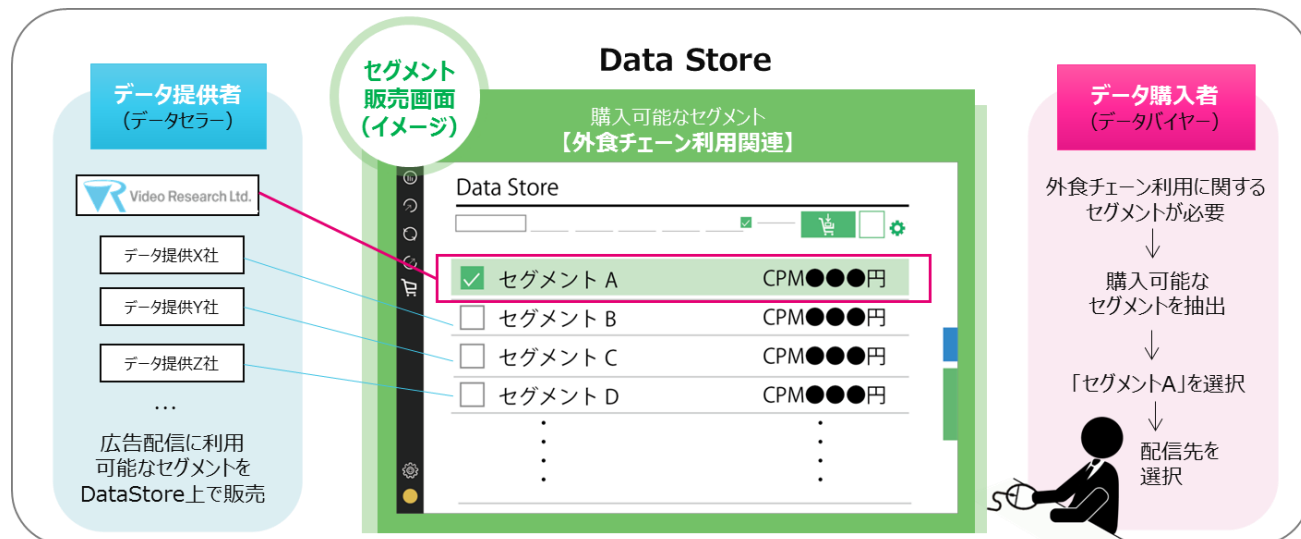 Data Store
データ提供者
（データセラー）
Video Research Ltd.
データ提供X社
データ提供Y社
データ提供Z社
…
広告配信に利用
可能なセグメントを
DataStore上で販売
セグメント
販売画面
（イメージ）
購入可能なセグメント
【外食チェーン利用関連】
Data Store
セグメント A CPM●●●円
セグメント B CPM●●●円
セグメント C CPM●●●円
セグメント D CPM●●●円
データ購入者
（データバイヤー）
外食チェーン利用に関する
セグメントが必要
↓
購入可能な
セグメントを抽出
↓
「セグメントA」を選択
↓
配信先を
選択